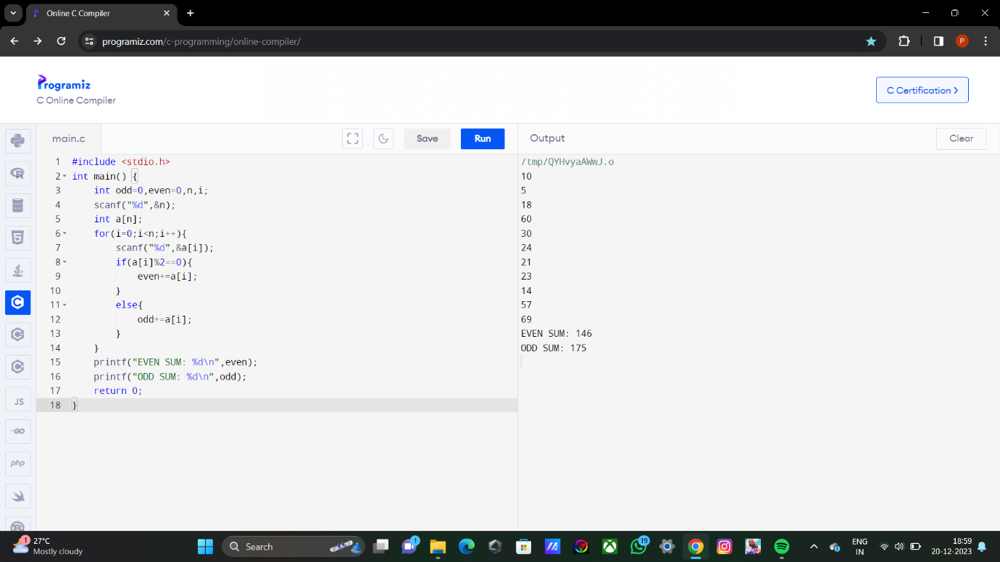 Online C Compiler
programiz.com/c-programming/online-compiler/
P
Programiz
C Online Compiler
C Certification >
main.c
Save
Run
Output
Clear
1 #include <stdio.h>
2 int main() {
3 int odd=0,even=0,n,i;
4 scanf("%d",&n);
5 int a[n];
6 for(i=0;i<n;i++){
7 scanf("%d",&a[i]);
8 if(a[i]%2==0){
9 even+=a[i];
10 }
11 else{
12 odd+=a[i];
13 }
14 }
15 printf("EVEN SUM: %d\n",even);
16 printf("ODD SUM: %d\n",odd);
17 return 0;
18 }
/tmp/QYHvyaAWwJ.o
10
5
18
60
30
24
21
23
14
57
69
EVEN SUM: 146
ODD SUM: 175
JS
GO
php
1
27°C
Mostly cloudy
Search
1
19
ENG
IN
18:59
20-12-2023